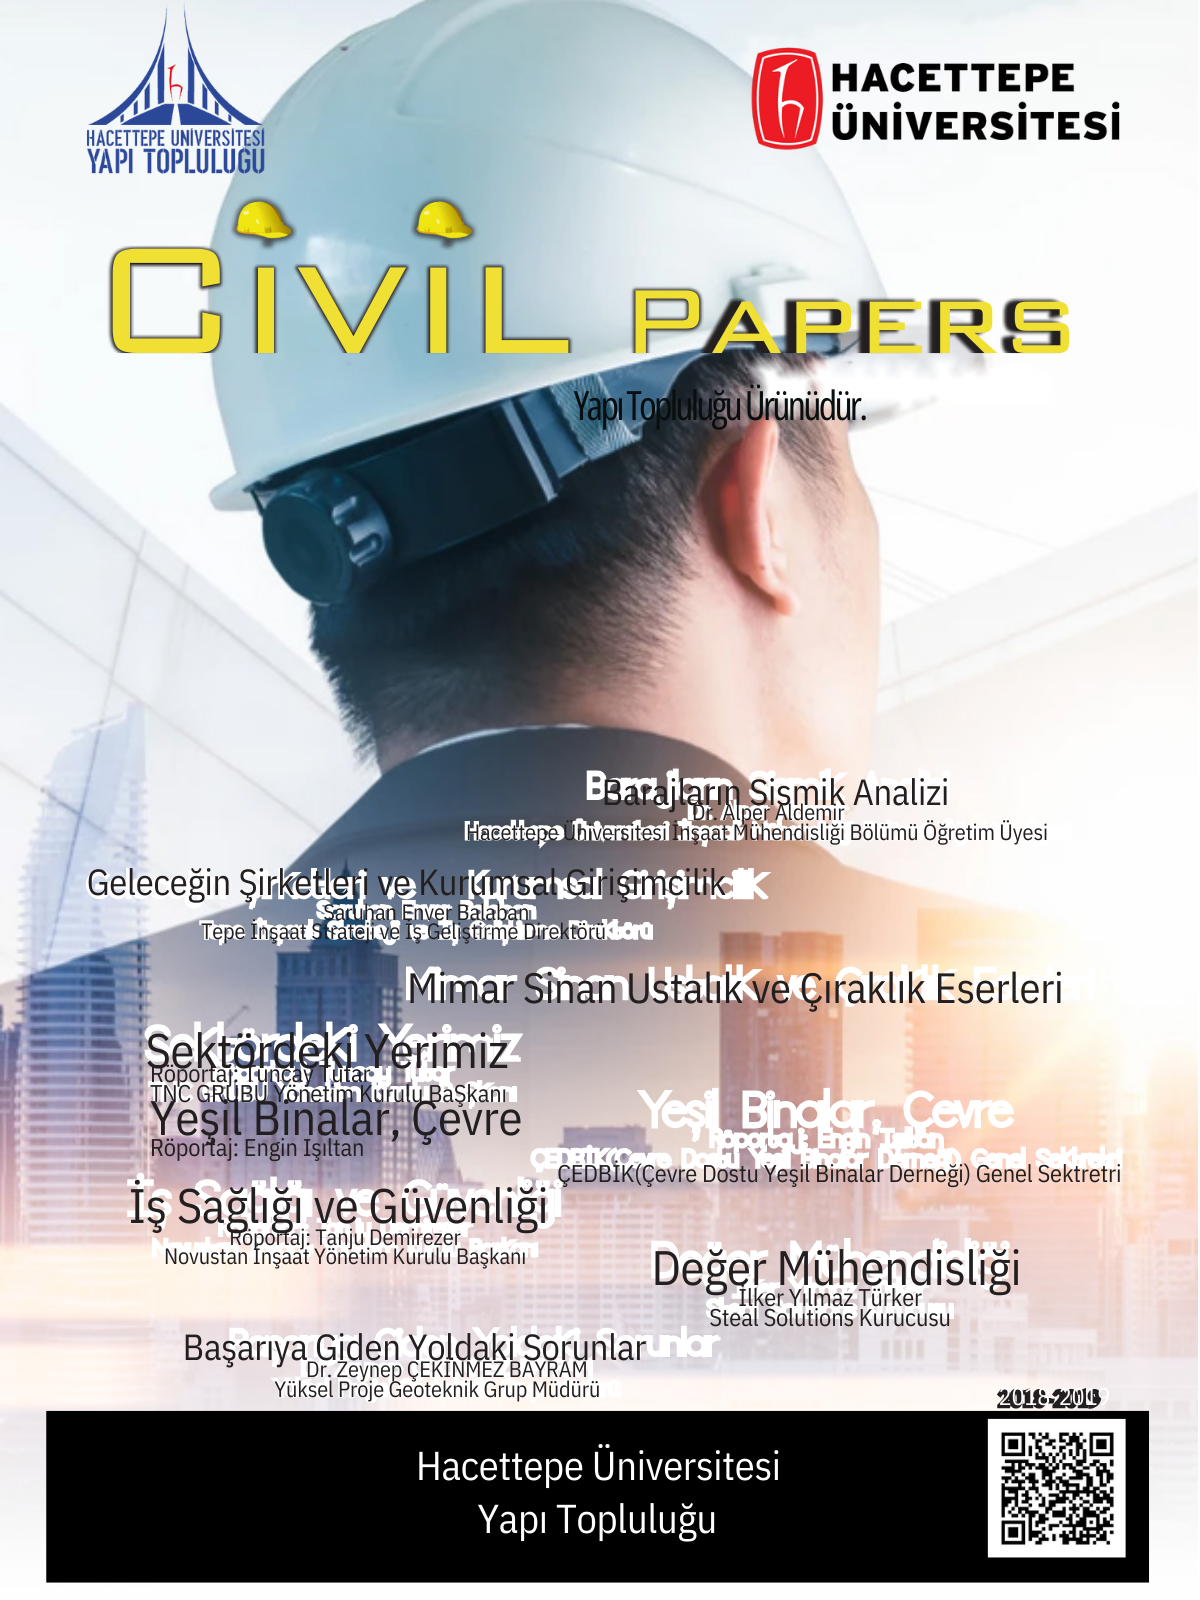 HACETTEPE ÜNİVERSİTESİ
YAPI TOPLULUĞU
HACETTEPE
ÜNİVERSİTESİ
CİVİL PAPERS
Yapı Topluluğu Ürünüdür.
Barajların Sismik Analizi
Dr. Alper Aldemir
Hacettepe Üniversitesi İnşaat Mühendisliği Bölümü Öğretim Üyesi
Geleceğin Şirketleri ve Kurumsal Girişimcilik
Saruhan Enver Balaban
Tepe İnşaat Strateji ve İş Geliştirme Direktörü
Mimar Sinan Ustalık ve Çıraklık Eserleri
Sektördeki Yerimiz
Röportaj: Tuncay Tutar
TNC GRUBU Yönetim Kurulu BaŞkanı
Yeşil Binalar, Çevre
Röportaj: Engin Işıltan
ÇEDBİK(Çevre Dostu Yeşil Binalar Derneği) Genel Sektretri
İş Sağlığı ve Güvenliği
Röportaj: Tanju Demirezer
Novustan İnşaat Yönetim Kurulu Başkanı
Değer Mühendisliği
İlker Yılmaz Türker
Steal Solutions Kurucusu
Başarıya Giden Yoldaki Sorunlar
Dr. Zeynep ÇEKİNMEZ BAYRAM
Yüksel Proje Geoteknik Grup Müdürü
2018-2019
Hacettepe Üniversitesi
Yapı Topluluğu